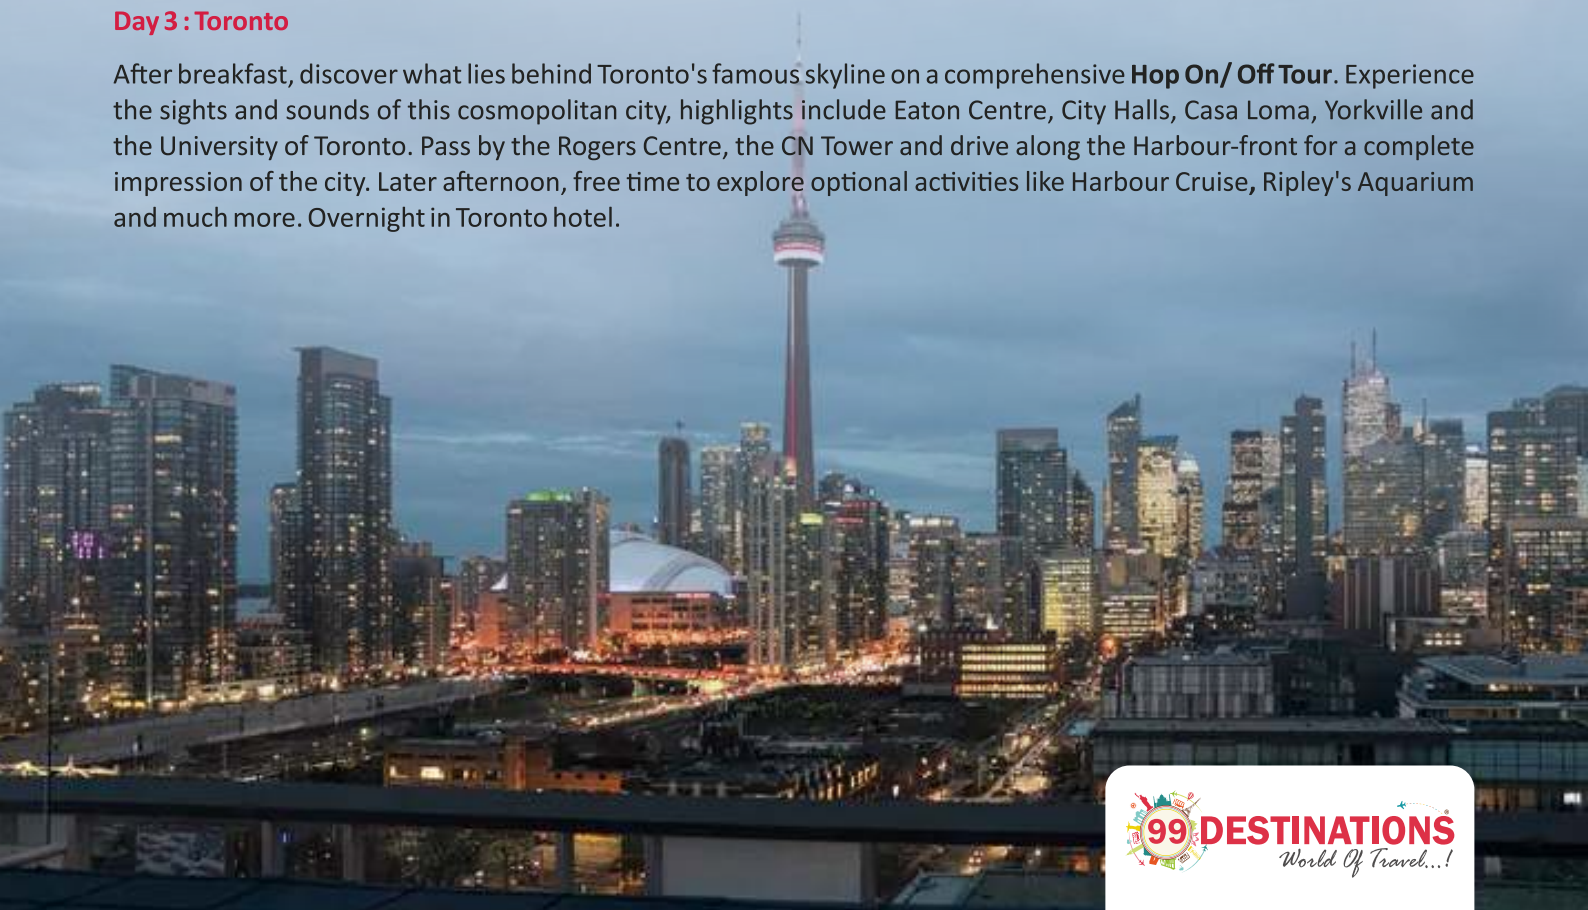 Day 3 : Toronto
After breakfast, discover what lies behind Toronto's famous skyline on a comprehensive Hop On/ Off Tour. Experience
the sights and sounds of this cosmopolitan city, highlights include Eaton Centre, City Halls, Casa Loma, Yorkville and
the University of Toronto. Pass by the Rogers Centre, the CN Tower and drive along the Harbour-front for a complete
impression of the city. Later afternoon, free time to explore optional activities like Harbour Cruise, Ripley's Aquarium
and much more. Overnight in Toronto hotel.
99 DESTINATIONS®
World Of Travel...!